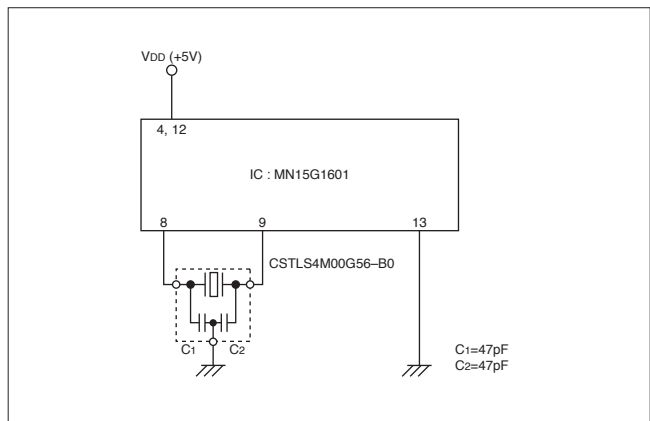 VDD (+5V)
4, 12
IC : MN15G1601
8
9
13
CSTLS4M00G56–B0
C1
C2
C1=47pF
C2=47pF